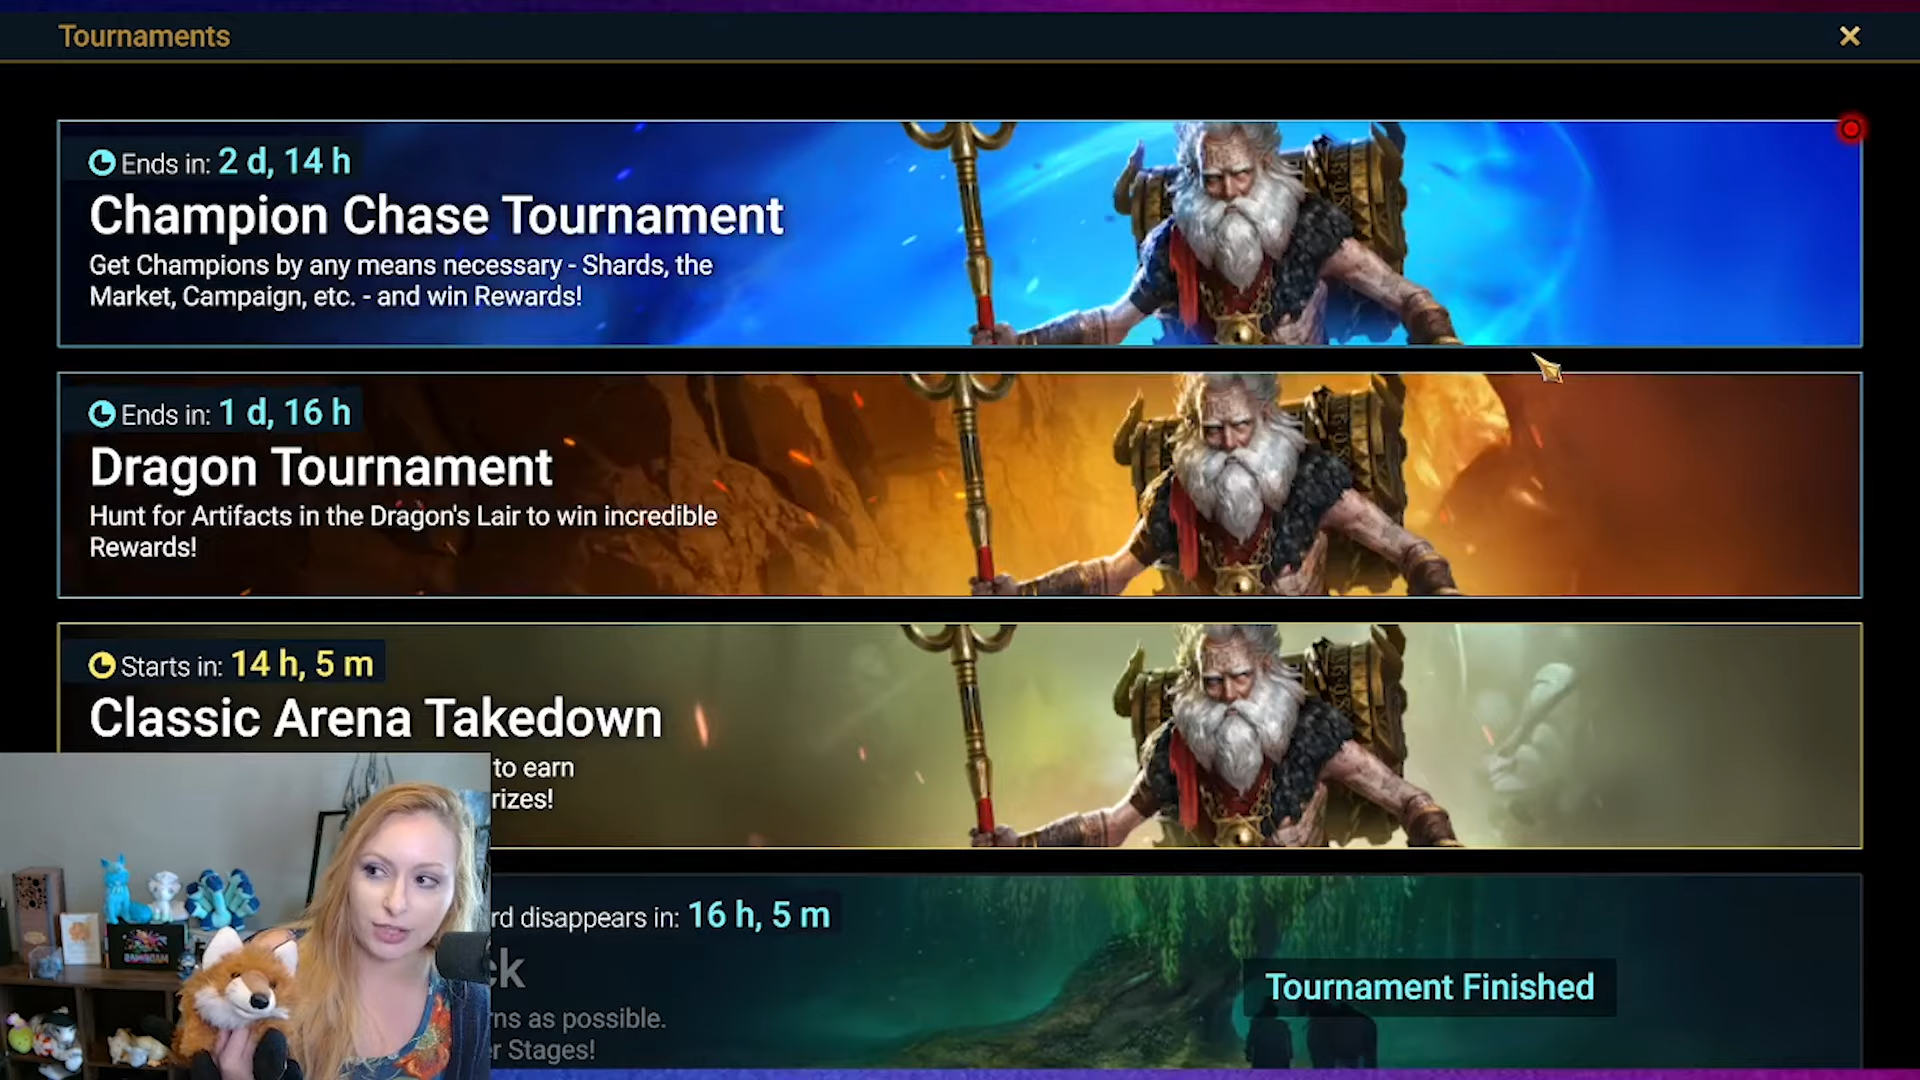 Tournaments
Ends in: 2 d, 14 h
Champion Chase Tournament
Get Champions by any means necessary - Shards, the
Market, Campaign, etc. - and win Rewards!
Ends in: 1 d, 16 h
Dragon Tournament
Hunt for Artifacts in the Dragon's Lair to win incredible
Rewards!
Starts in: 14 h, 5 m
Classic Arena Takedown
to earn
rizes!
rd disappears in: 16 h, 5 m
ck
Tournament Finished
rns as possible.
er Stages!